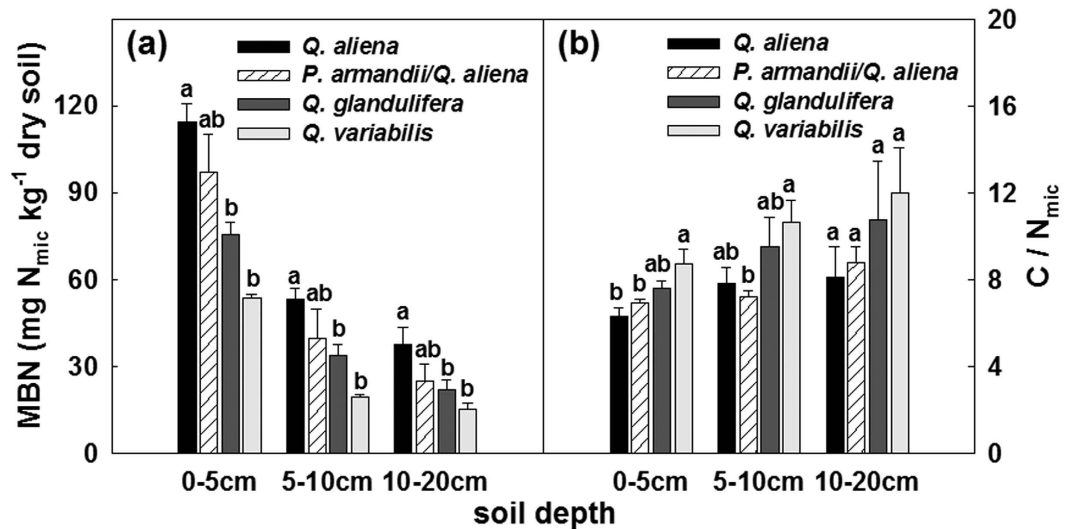 (a)
Q. aliena
P. armandii/Q. aliena
Q. glandulifera
Q. variabilis
MBN (mg N_mic kg⁻¹ dry soil)
120
90
60
30
0
a
ab
b
b
a
ab
b
b
a
ab
b
b
0-5cm
5-10cm
10-20cm
(b)
Q. aliena
P. armandii/Q. aliena
Q. glandulifera
Q. variabilis
b
b
ab
a
ab
b
ab
a
a
a
a
a
0-5cm
5-10cm
10-20cm
20
16
12
8
4
0
C / N_mic
soil depth